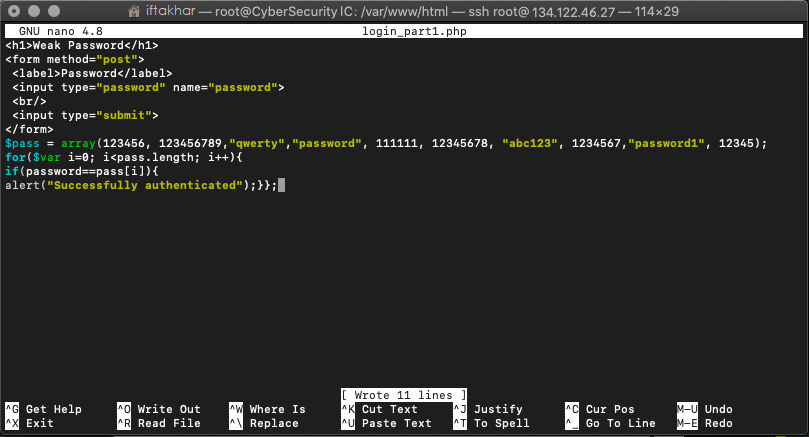 iftakhar — root@CyberSecurity IC: /var/www/html — ssh root@ 134.122.46.27 — 114×29
GNU nano 4.8 login_part1.php
<h1>Weak Password</h1>
<form method="post">
<label>Password</label>
<input type="password" name="password">
<br/>
<input type="submit">
</form>
$pass = array(123456, 123456789,"qwerty","password", 111111, 12345678, "abc123", 1234567,"password1", 12345);
for($var i=0; i<pass.length; i++){
if(password==pass[i]){
alert("Successfully authenticated");}};
[ Wrote 11 lines ]
^G Get Help ^O Write Out ^W Where Is ^K Cut Text ^J Justify ^C Cur Pos M-U Undo
^X Exit ^R Read File ^\ Replace ^U Paste Text ^T To Spell ^_ Go To Line M-E Redo